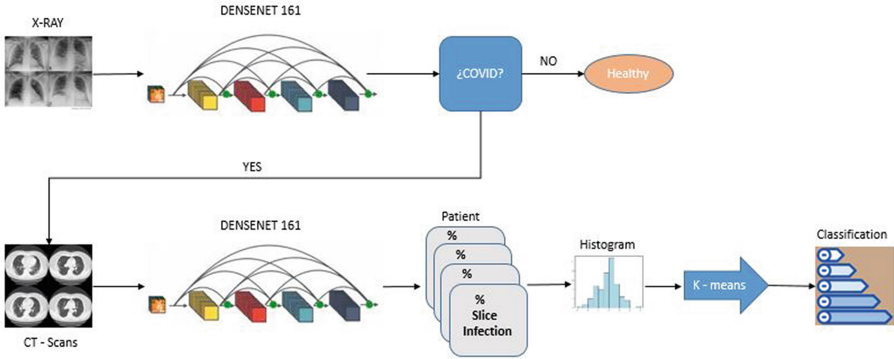 X-RAY
DENSENET 161
¿COVID?
NO
Healthy
YES
CT - Scans
DENSENET 161
Patient
%
%
%
%
Slice
Infection
Histogram
K - means
Classification